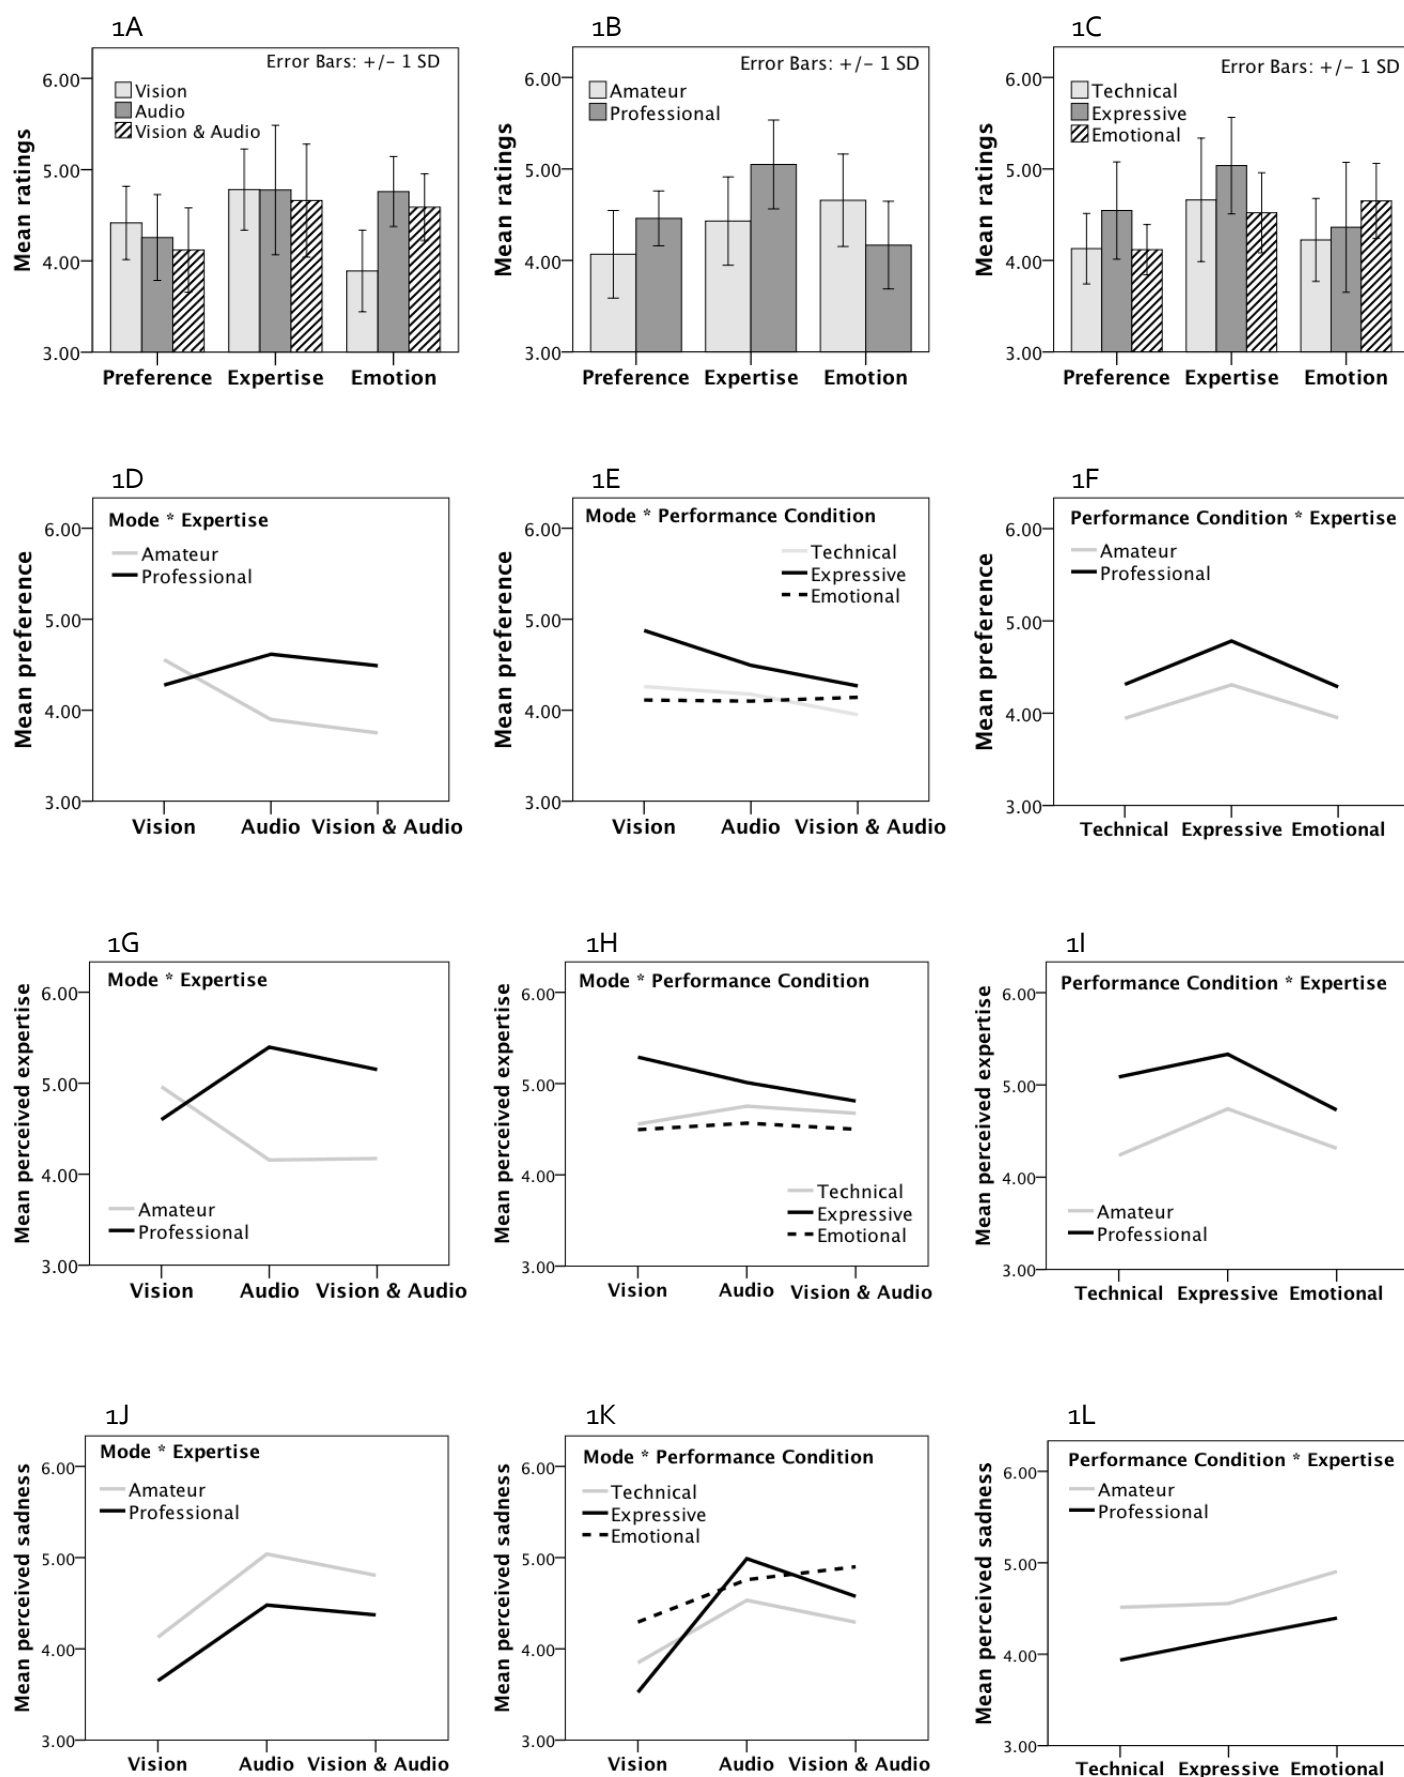 1A
Error Bars: +/- 1 SD
Vision
Audio
Vision & Audio
Mean ratings
6.00
5.00
4.00
3.00
Preference Expertise Emotion
1B
Error Bars: +/- 1 SD
Amateur
Professional
Mean ratings
6.00
5.00
4.00
3.00
Preference Expertise Emotion
1C
Error Bars: +/- 1 SD
Technical
Expressive
Emotional
Mean ratings
6.00
5.00
4.00
3.00
Preference Expertise Emotion
1D
Mode * Expertise
Amateur
Professional
Mean preference
6.00
5.00
4.00
3.00
Vision Audio Vision & Audio
1E
Mode * Performance Condition
Technical
Expressive
Emotional
Mean preference
6.00
5.00
4.00
3.00
Vision Audio Vision & Audio
1F
Performance Condition * Expertise
Amateur
Professional
Mean preference
6.00
5.00
4.00
3.00
Technical Expressive Emotional
1G
Mode * Expertise
Amateur
Professional
Mean perceived expertise
6.00
5.00
4.00
3.00
Vision Audio Vision & Audio
1H
Mode * Performance Condition
Technical
Expressive
Emotional
Mean perceived expertise
6.00
5.00
4.00
3.00
Vision Audio Vision & Audio
1I
Performance Condition * Expertise
Amateur
Professional
Mean perceived expertise
6.00
5.00
4.00
3.00
Technical Expressive Emotional
1J
Mode * Expertise
Amateur
Professional
Mean perceived sadness
6.00
5.00
4.00
3.00
Vision Audio Vision & Audio
1K
Mode * Performance Condition
Technical
Expressive
Emotional
Mean perceived sadness
6.00
5.00
4.00
3.00
Vision Audio Vision & Audio
1L
Performance Condition * Expertise
Amateur
Professional
Mean perceived sadness
6.00
5.00
4.00
3.00
Technical Expressive Emotional